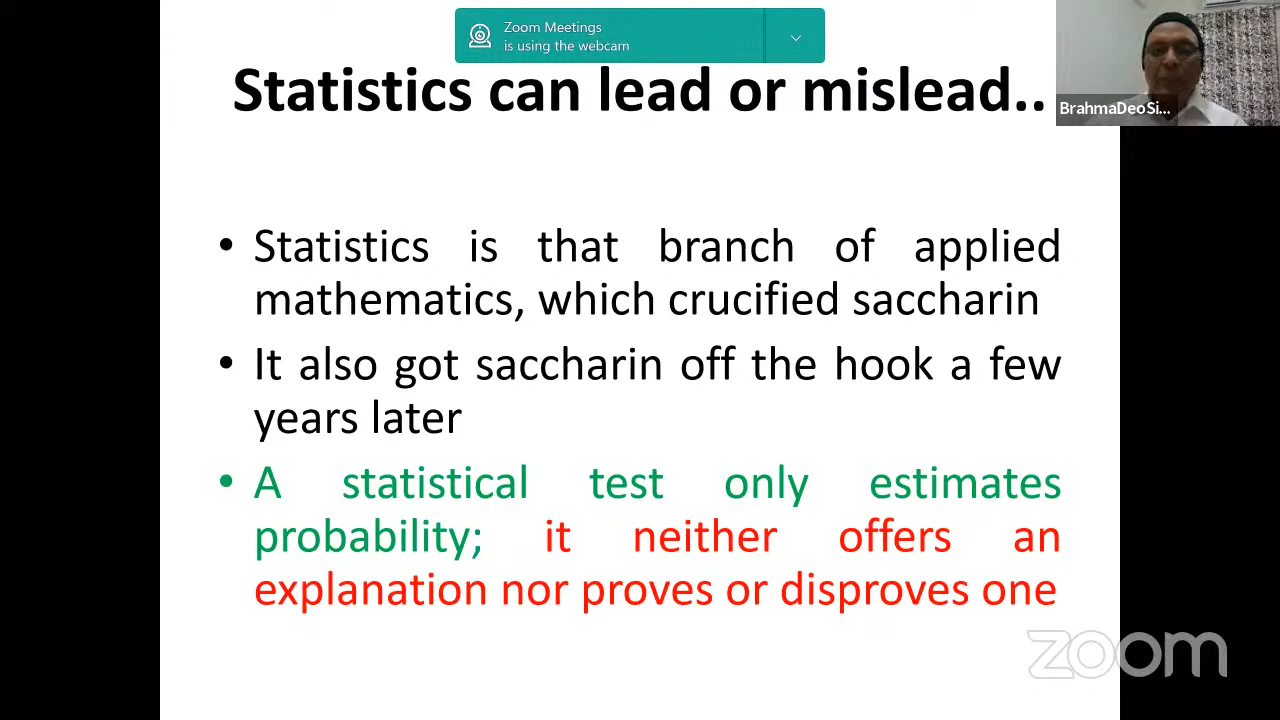 Zoom Meetings
is using the webcam
Statistics can lead or mislead..
BrahmaDeoSi...
• Statistics is that branch of applied
mathematics, which crucified saccharin
• It also got saccharin off the hook a few
years later
• A statistical test only estimates
probability; it neither offers an
explanation nor proves or disproves one
zoom